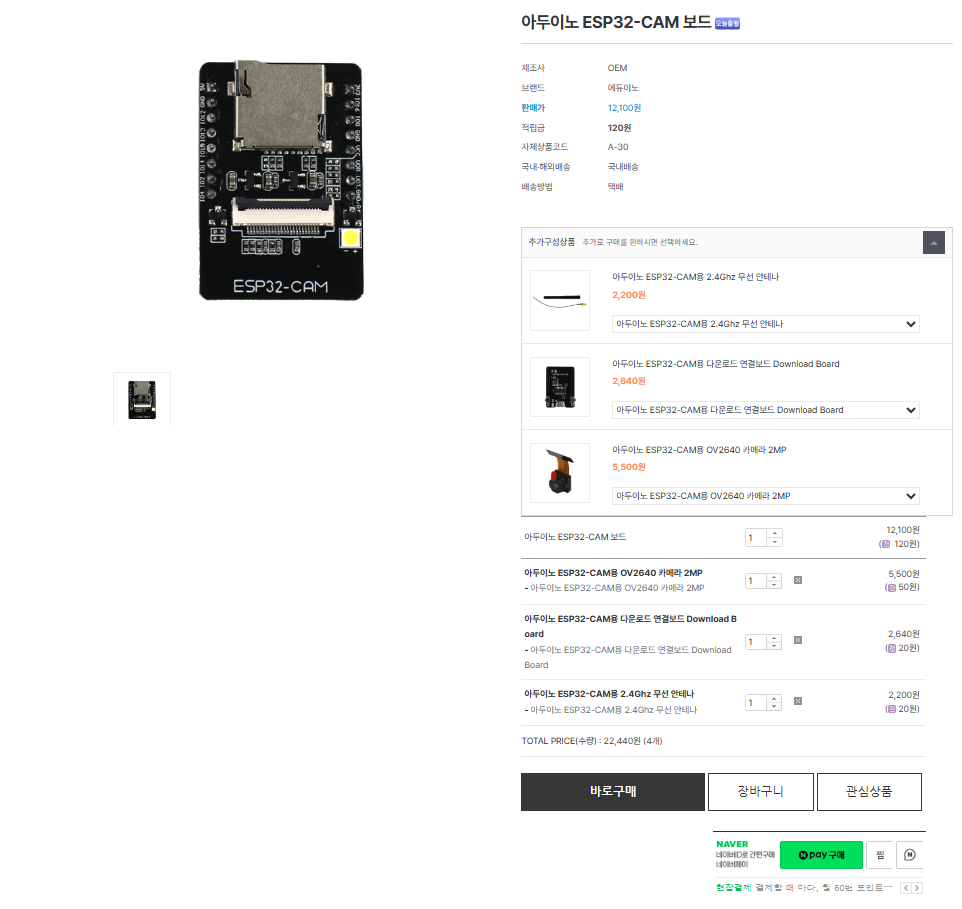 아두이노 ESP32-CAM 보드 오늘출발
제조사 OEM
브랜드 에듀이노
판매가 12,100원
적립금 120원
자체상품코드 A-30
국내·해외배송 국내배송
배송방법 택배
ESP32-CAM
추가구성상품 추가로 구매를 원하시면 선택하세요.
아두이노 ESP32-CAM용 2.4Ghz 무선 안테나
2,200원
아두이노 ESP32-CAM용 2.4Ghz 무선 안테나
아두이노 ESP32-CAM용 다운로드 연결보드 Download Board
2,640원
아두이노 ESP32-CAM용 다운로드 연결보드 Download Board
아두이노 ESP32-CAM용 OV2640 카메라 2MP
5,500원
아두이노 ESP32-CAM용 OV2640 카메라 2MP
아두이노 ESP32-CAM 보드 1 12,100원
( 120원)
아두이노 ESP32-CAM용 OV2640 카메라 2MP 1 5,500원
- 아두이노 ESP32-CAM용 OV2640 카메라 2MP ( 50원)
아두이노 ESP32-CAM용 다운로드 연결보드 Download B
oard 1 2,640원
- 아두이노 ESP32-CAM용 다운로드 연결보드 Download ( 20원)
Board
아두이노 ESP32-CAM용 2.4Ghz 무선 안테나 1 2,200원
- 아두이노 ESP32-CAM용 2.4Ghz 무선 안테나 ( 20원)
TOTAL PRICE(수량) : 22,440원 (4개)
바로구매 장바구니 관심상품
NAVER
네이버ID로 간편구매
네이버페이
N pay 구매 찜 N
현장결제 결제할 때 마다, 월 50번 포인트···